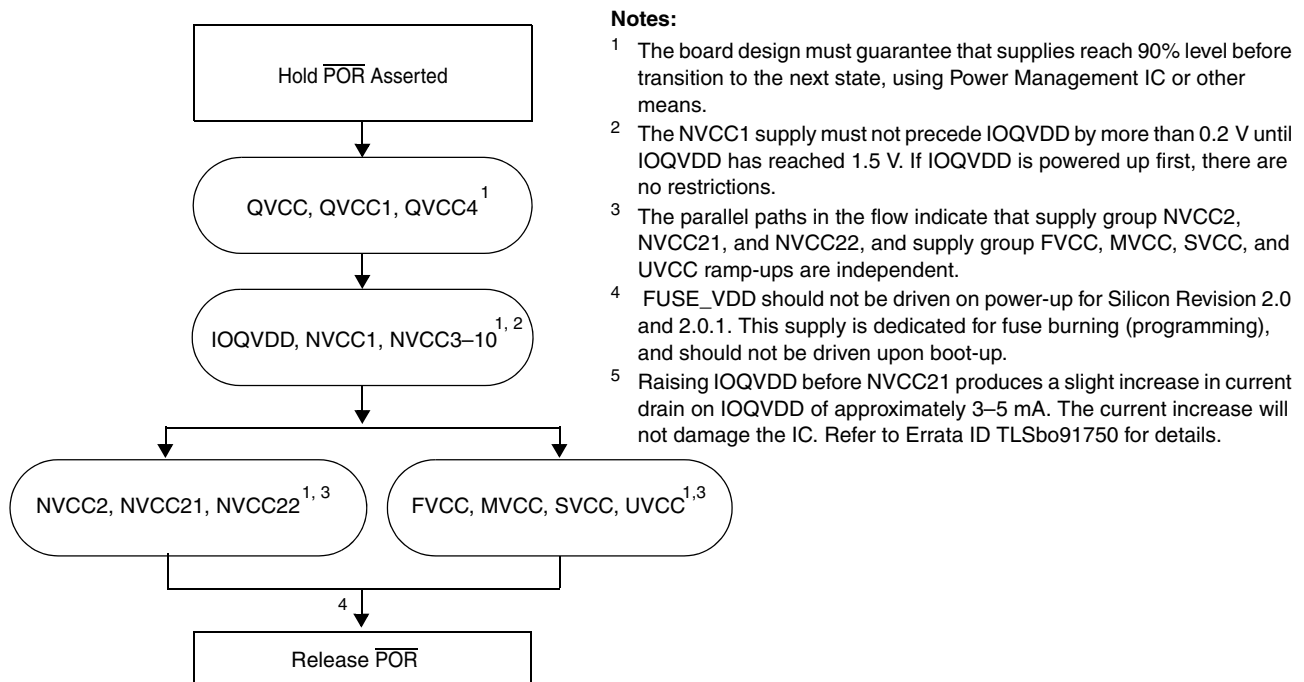 Hold POR Asserted
QVCC, QVCC1, QVCC4 1
IOQVDD, NVCC1, NVCC3–10 1, 2
NVCC2, NVCC21, NVCC22 1, 3
FVCC, MVCC, SVCC, UVCC 1,3
4
Release POR
Notes:
1 The board design must guarantee that supplies reach 90% level before
transition to the next state, using Power Management IC or other
means.
2 The NVCC1 supply must not precede IOQVDD by more than 0.2 V until
IOQVDD has reached 1.5 V. If IOQVDD is powered up first, there are
no restrictions.
3 The parallel paths in the flow indicate that supply group NVCC2,
NVCC21, and NVCC22, and supply group FVCC, MVCC, SVCC, and
UVCC ramp-ups are independent.
4 FUSE_VDD should not be driven on power-up for Silicon Revision 2.0
and 2.0.1. This supply is dedicated for fuse burning (programming),
and should not be driven upon boot-up.
5 Raising IOQVDD before NVCC21 produces a slight increase in current
drain on IOQVDD of approximately 3–5 mA. The current increase will
not damage the IC. Refer to Errata ID TLSbo91750 for details.